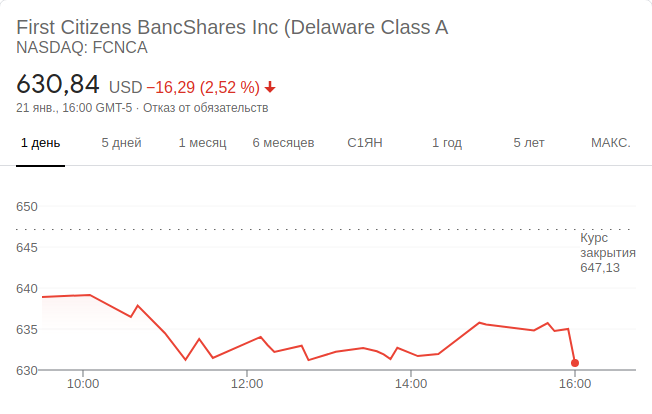 First Citizens BancShares Inc (Delaware Class A
NASDAQ: FCNCA
630,84 USD −16,29 (2,52 %)
21 янв., 16:00 GMT-5 · Отказ от обязательств
1 день 5 дней 1 месяц 6 месяцев С1ЯН 1 год 5 лет МАКС.
650
645
Курс
закрытия
647,13
640
635
630
10:00 12:00 14:00 16:00